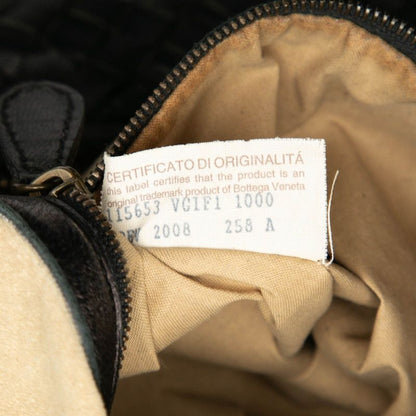 CERTIFICATO DI ORIGINALITÁ
this label certifies that the product is an
original trademark product of Bottega Veneta
115653 VCIF1 1000
2008 258 A